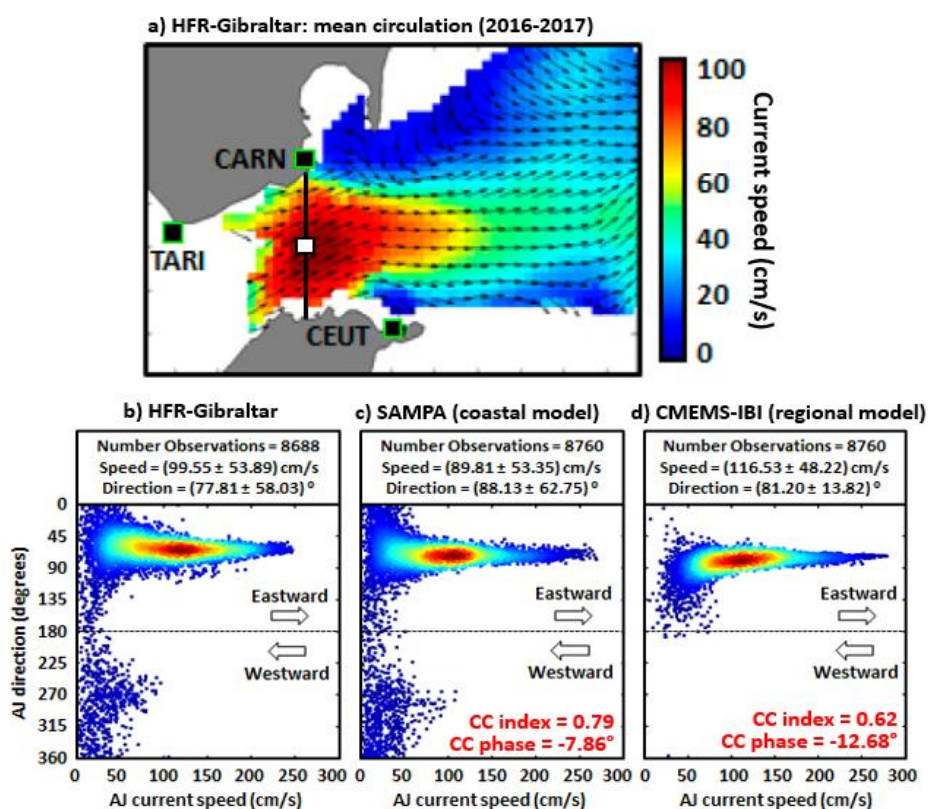 a) HFR-Gibraltar: mean circulation (2016-2017)
CARN
TARI
CEUT
100
80
60
40
20
0
Current speed (cm/s)
b) HFR-Gibraltar
Number Observations = 8688
Speed = (99.55 ± 53.89) cm/s
Direction = (77.81 ± 58.03) °
AJ direction (degrees)
0
45
90
135
180
225
270
315
360
Eastward
Westward
0 50 100 150 200 250 300
AJ current speed (cm/s)
c) SAMPA (coastal model)
Number Observations = 8760
Speed = (89.81 ± 53.35) cm/s
Direction = (88.13 ± 62.75) °
Eastward
Westward
CC index = 0.79
CC phase = -7.86°
0 50 100 150 200 250 300
AJ current speed (cm/s)
d) CMEMS-IBI (regional model)
Number Observations = 8760
Speed = (116.53 ± 48.22) cm/s
Direction = (81.20 ± 13.82) °
Eastward
Westward
CC index = 0.62
CC phase = -12.68°
0 50 100 150 200 250 300
AJ current speed (cm/s)